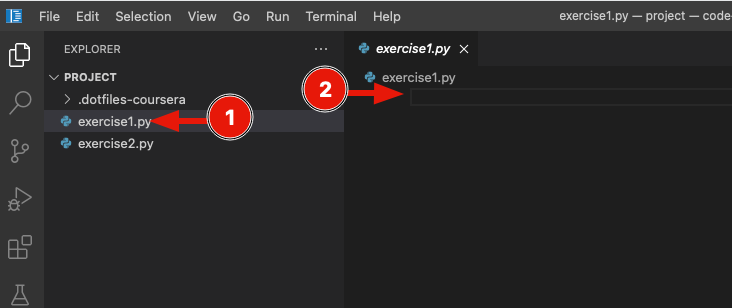 File Edit Selection View Go Run Terminal Help exercise1.py — project — code-
EXPLORER ... exercise1.py
PROJECT exercise1.py
.dotfiles-coursera 2
exercise1.py 1
exercise2.py